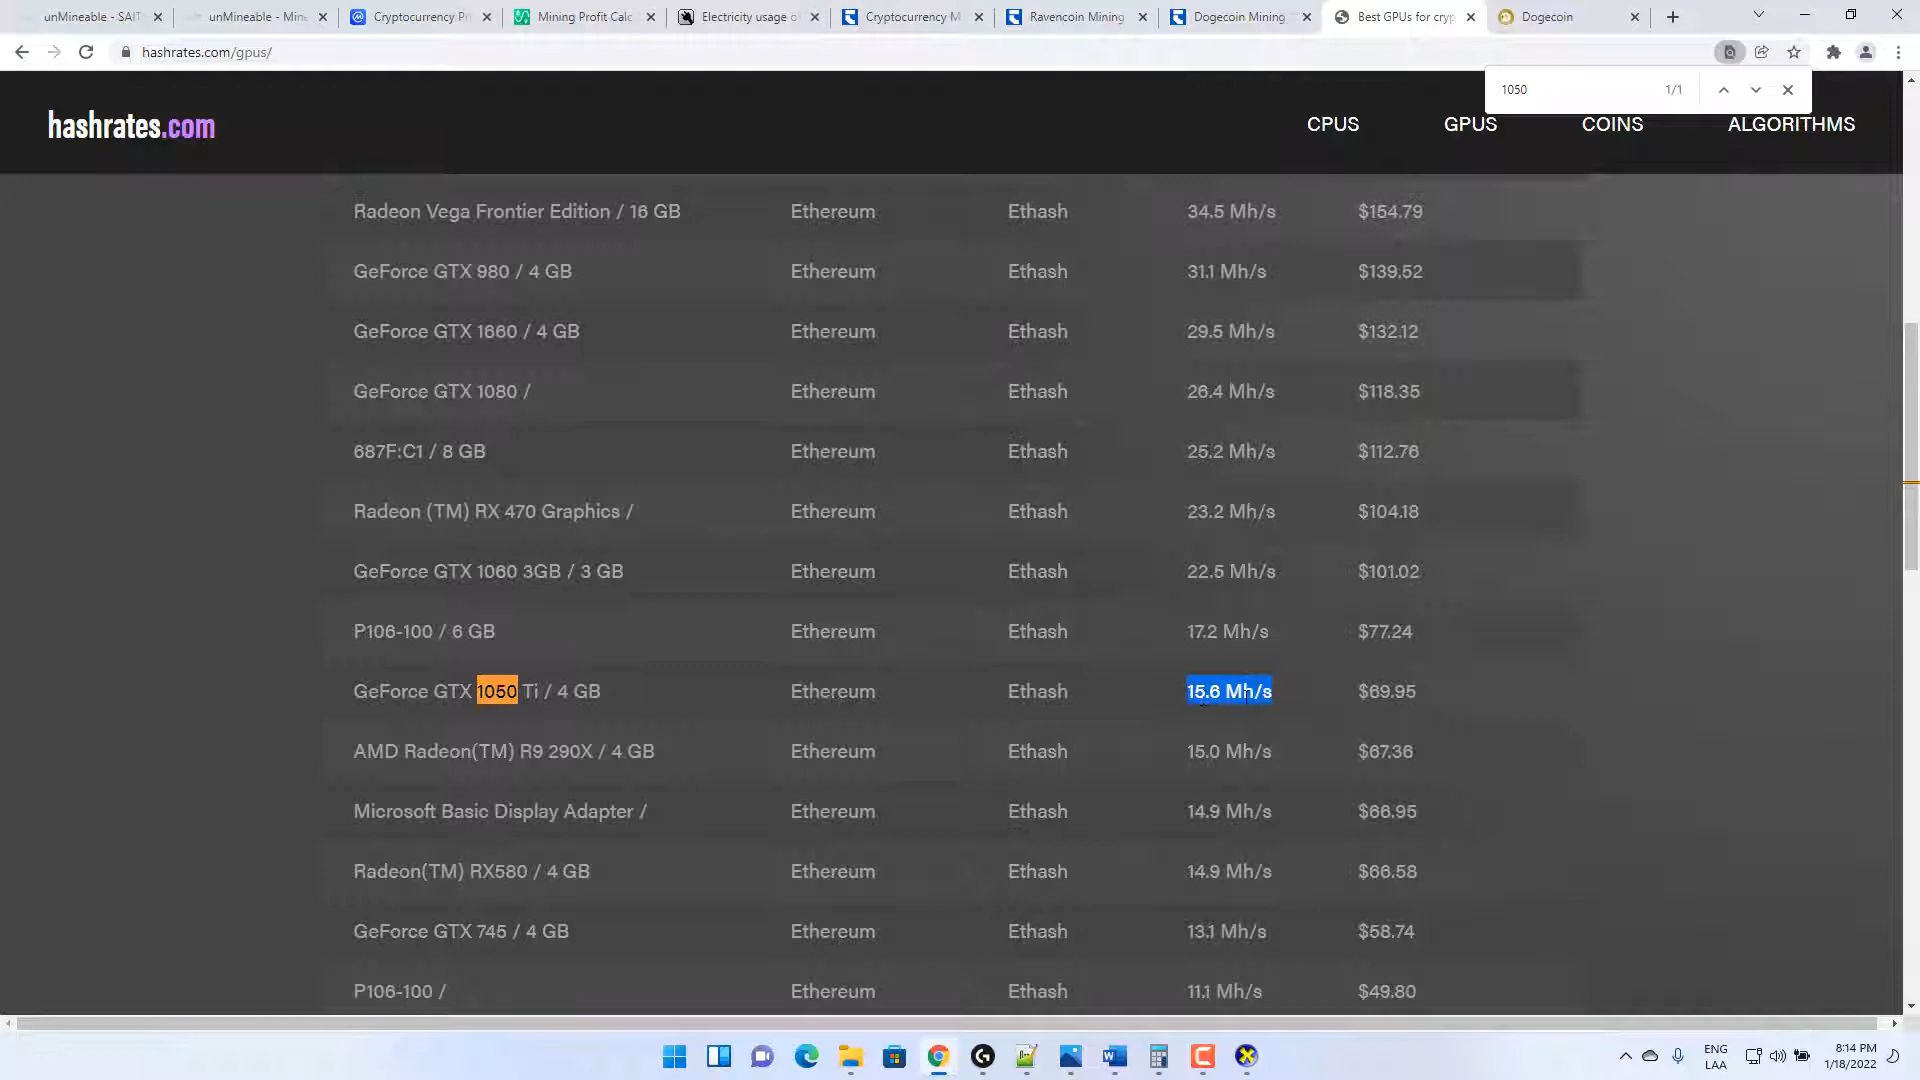 unMineable - SAIT
unMineable - Mine
Cryptocurrency Pr
Mining Profit Calc
Electricity usage o
Cryptocurrency M
Ravencoin Mining
Dogecoin Mining
Best GPUs for cryp
Dogecoin
hashrates.com/gpus/
1050 1/1
hashrates.com CPUS GPUS COINS ALGORITHMS
Radeon Vega Frontier Edition / 16 GB Ethereum Ethash 34.5 Mh/s $154.79
GeForce GTX 980 / 4 GB Ethereum Ethash 31.1 Mh/s $139.52
GeForce GTX 1660 / 4 GB Ethereum Ethash 29.5 Mh/s $132.12
GeForce GTX 1080 / Ethereum Ethash 26.4 Mh/s $118.35
687F:C1 / 8 GB Ethereum Ethash 25.2 Mh/s $112.76
Radeon (TM) RX 470 Graphics / Ethereum Ethash 23.2 Mh/s $104.18
GeForce GTX 1060 3GB / 3 GB Ethereum Ethash 22.5 Mh/s $101.02
P106-100 / 6 GB Ethereum Ethash 17.2 Mh/s $77.24
GeForce GTX 1050 Ti / 4 GB Ethereum Ethash 15.6 Mh/s $69.95
AMD Radeon(TM) R9 290X / 4 GB Ethereum Ethash 15.0 Mh/s $67.36
Microsoft Basic Display Adapter / Ethereum Ethash 14.9 Mh/s $66.95
Radeon(TM) RX580 / 4 GB Ethereum Ethash 14.9 Mh/s $66.58
GeForce GTX 745 / 4 GB Ethereum Ethash 13.1 Mh/s $58.74
P106-100 / Ethereum Ethash 11.1 Mh/s $49.80
ENG 8:14 PM
LAA 1/18/2022